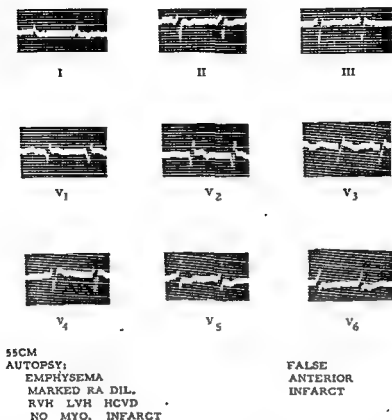 I II III
V1 V2 V3
V4 V5 V6
55CM
AUTOPSY: FALSE
EMPHYSEMA ANTERIOR
MARKED RA DIL. INFARCT
RVH LVH HCVD
NO MYO. INFARCT